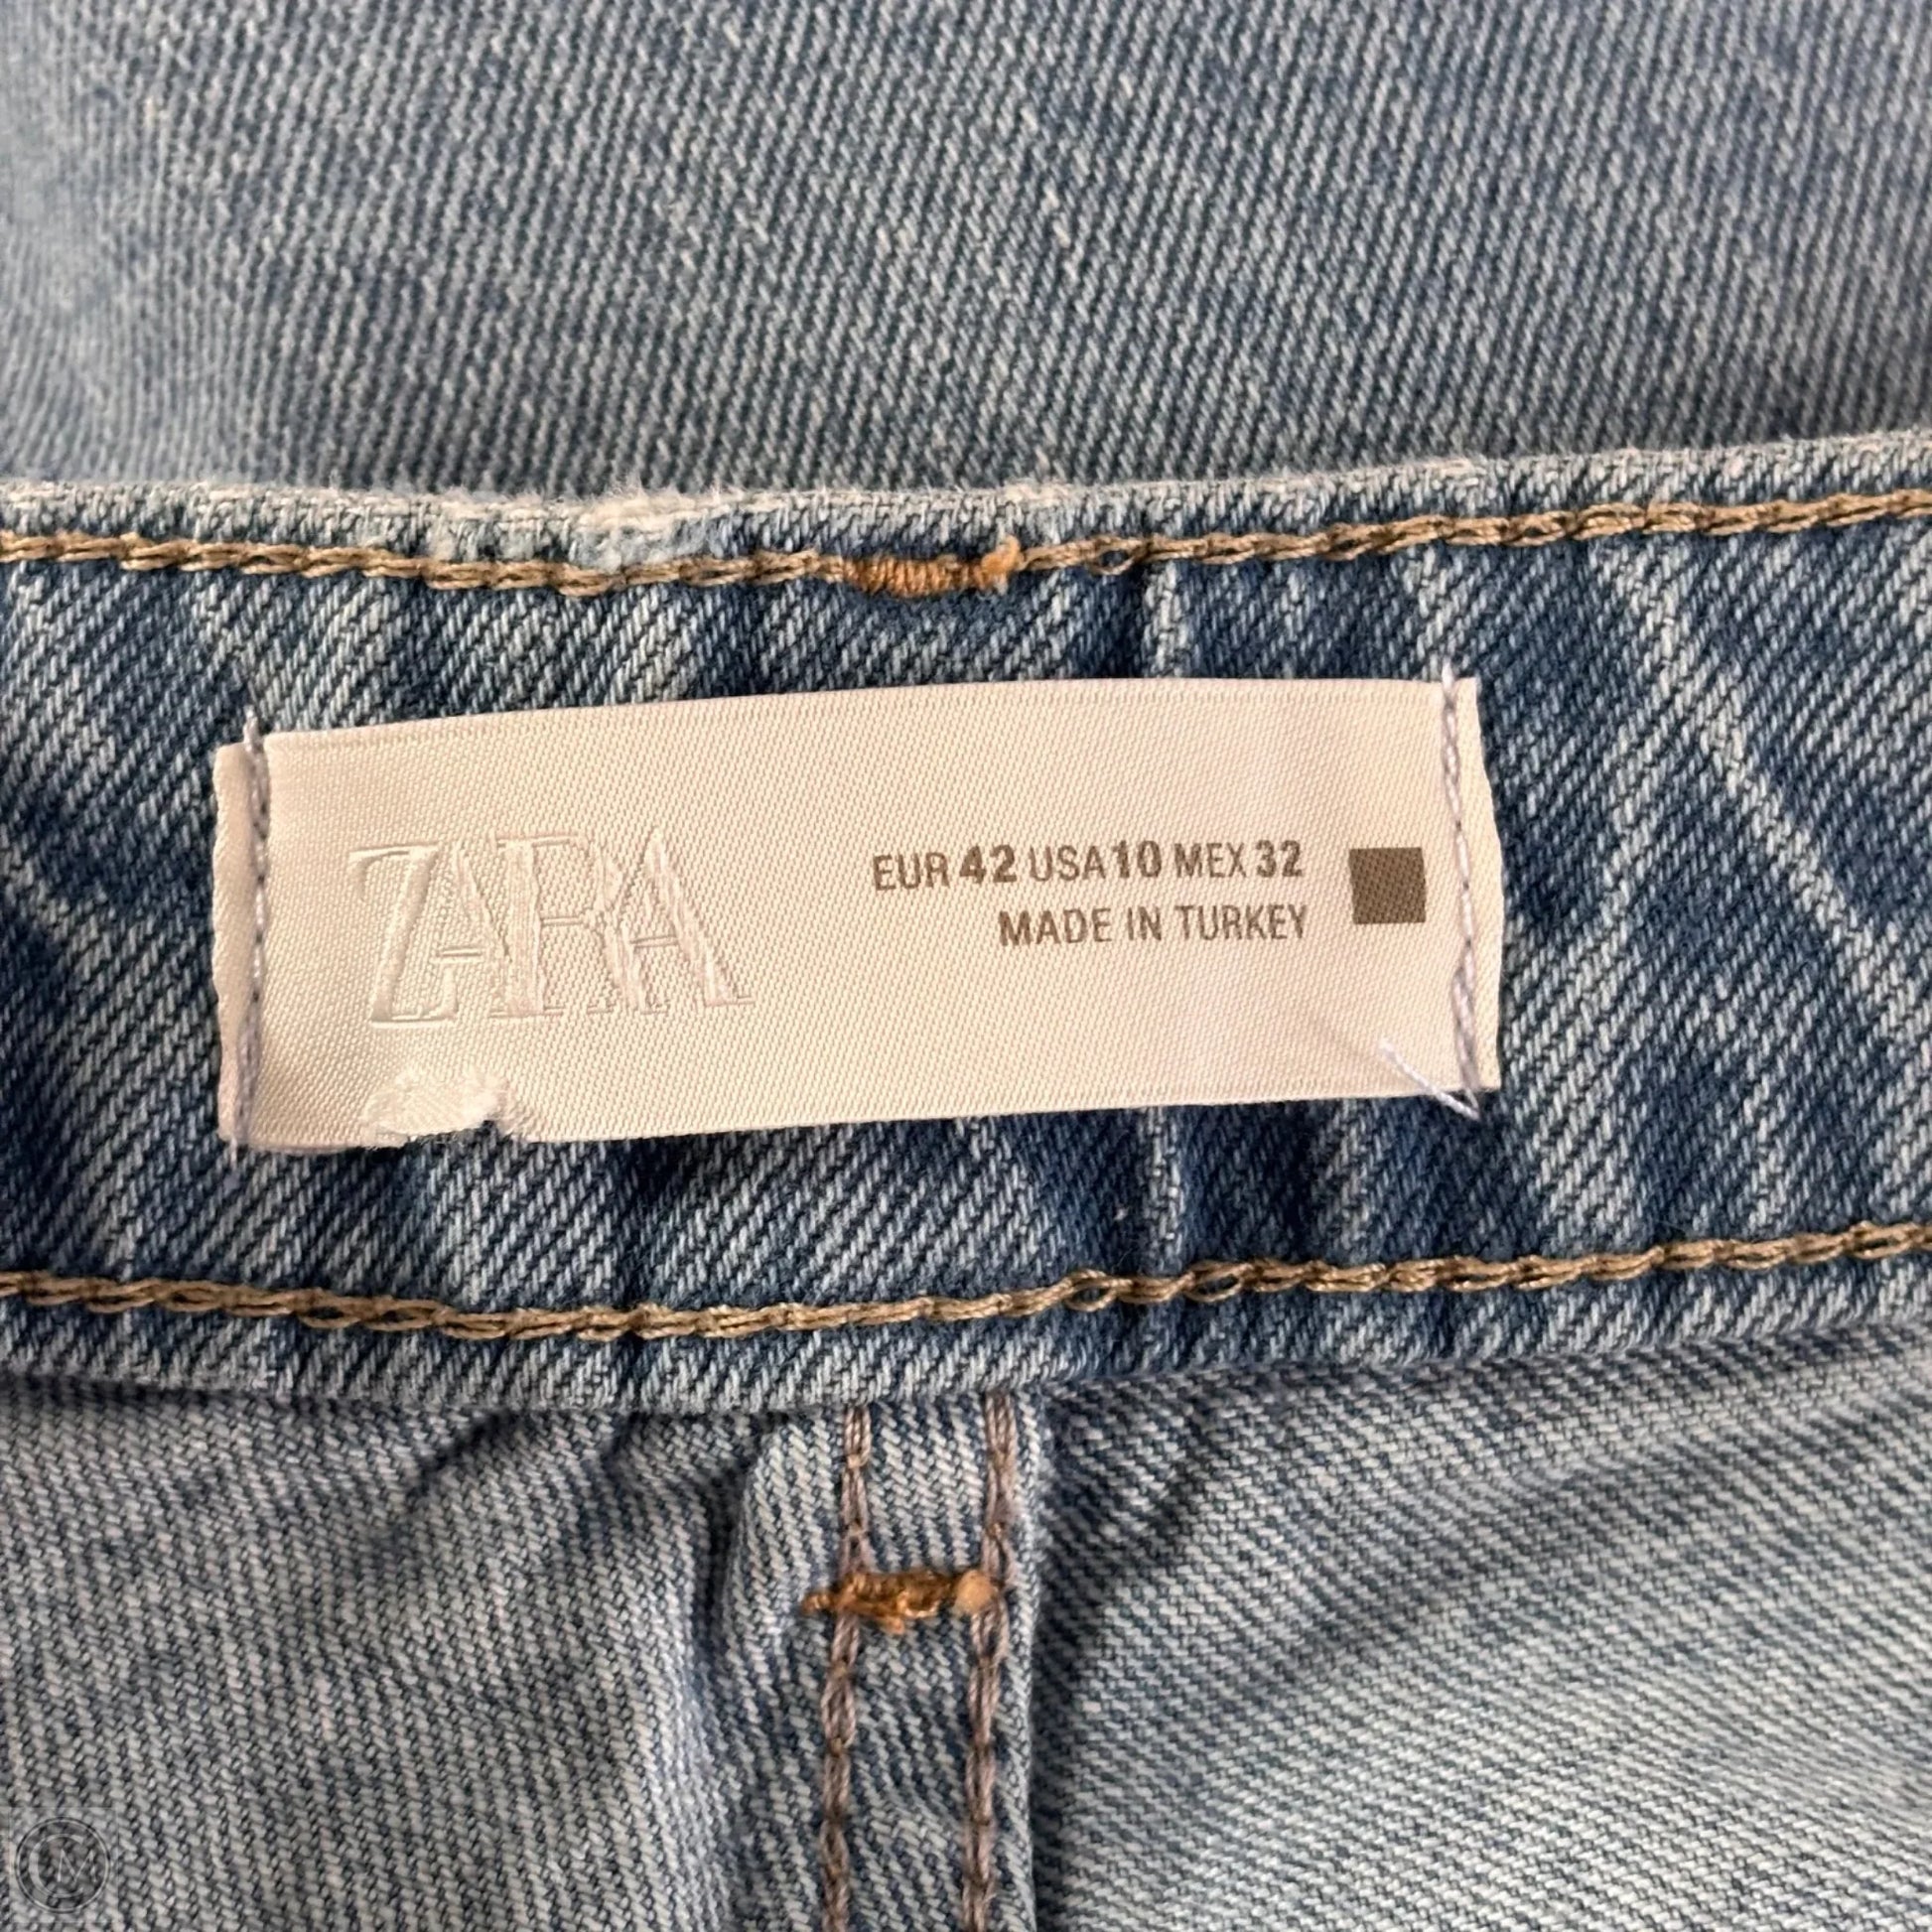 ZARA
EUR 42 USA 10 MEX 32
MADE IN TURKEY